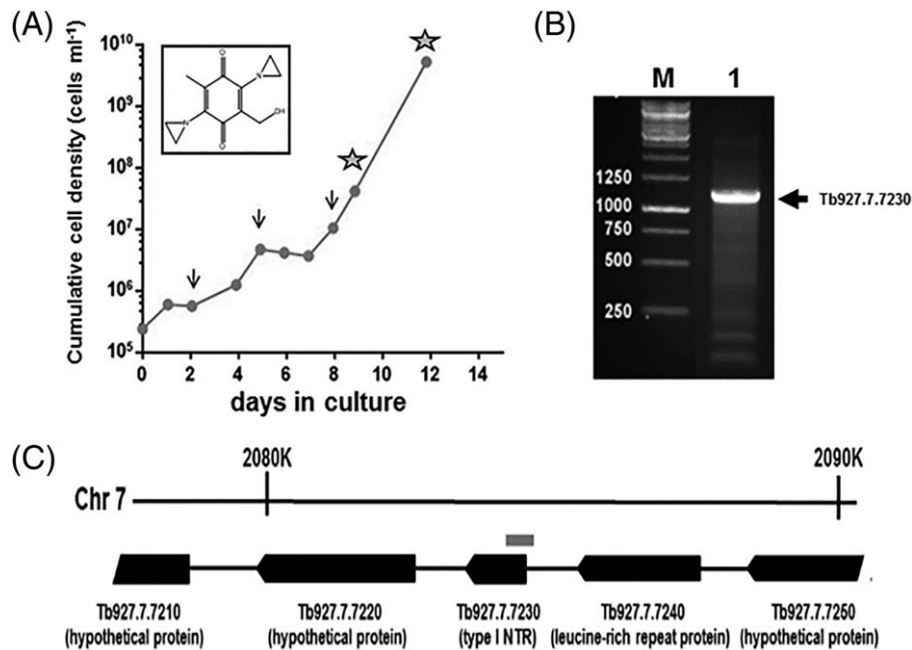 (A)
Cumulative cell density (cells ml⁻¹)
10¹⁰
10⁹
10⁸
10⁷
10⁶
10⁵
0 2 4 6 8 10 12 14
days in culture
O
N
N
OH
O
(B)
M 1
1250
1000
750
500
250
Tb927.7.7230
(C)
2080K 2090K
Chr 7
Tb927.7.7210 Tb927.7.7220 Tb927.7.7230 Tb927.7.7240 Tb927.7.7250
(hypothetical protein) (hypothetical protein) (type I NTR) (leucine-rich repeat protein) (hypothetical protein)